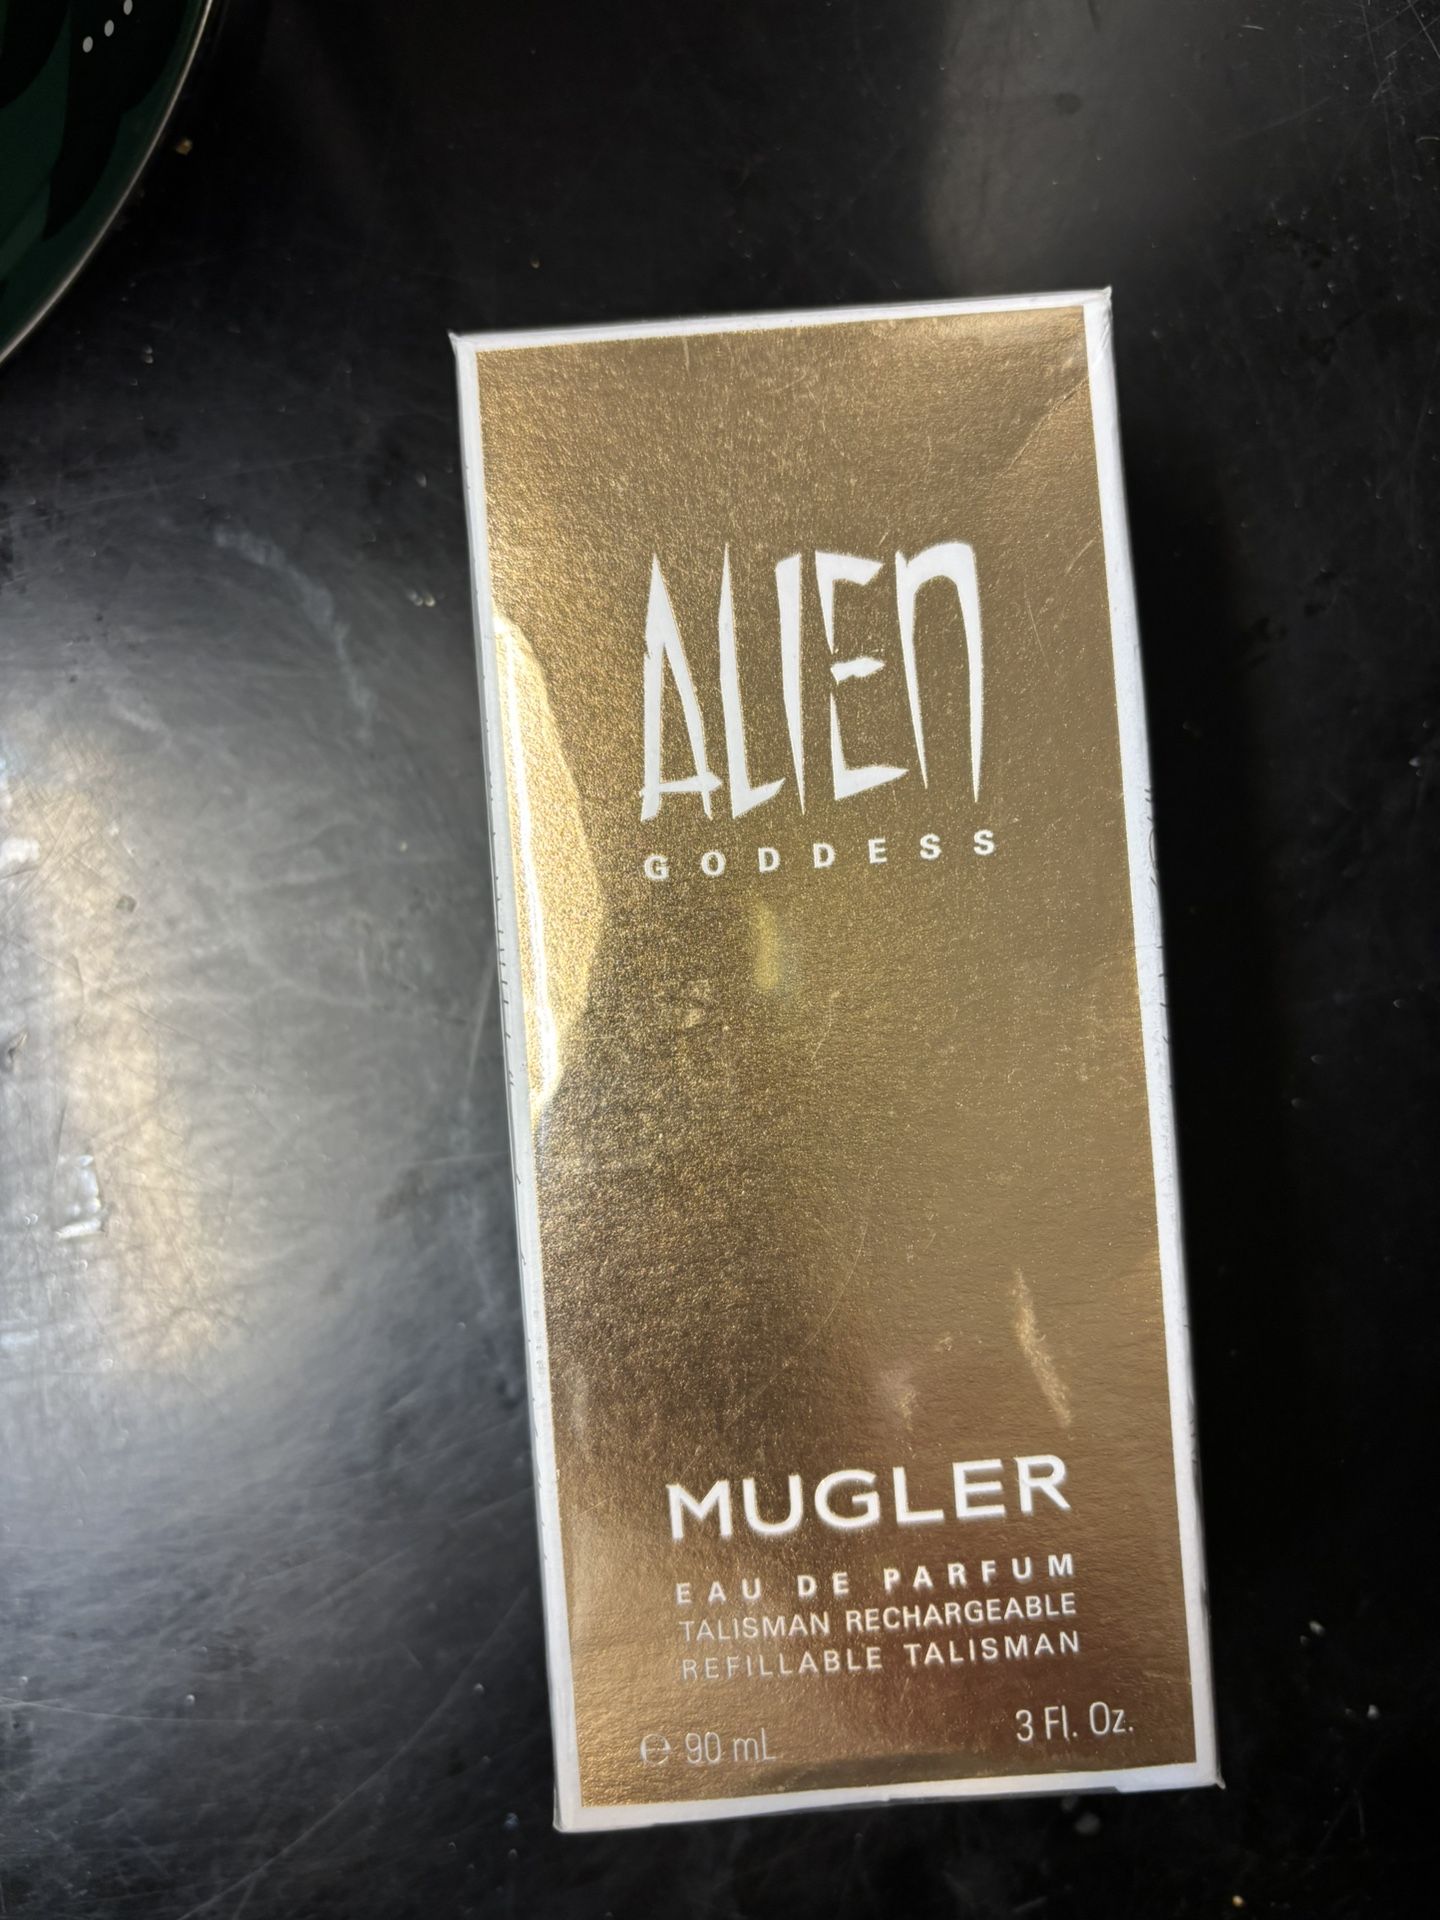 ALIEN
GODDESS
MUGLER
EAU DE PARFUM
TALISMAN RECHARGEABLE
REFILLABLE TALISMAN
℮ 90 mL
3 Fl. Oz.